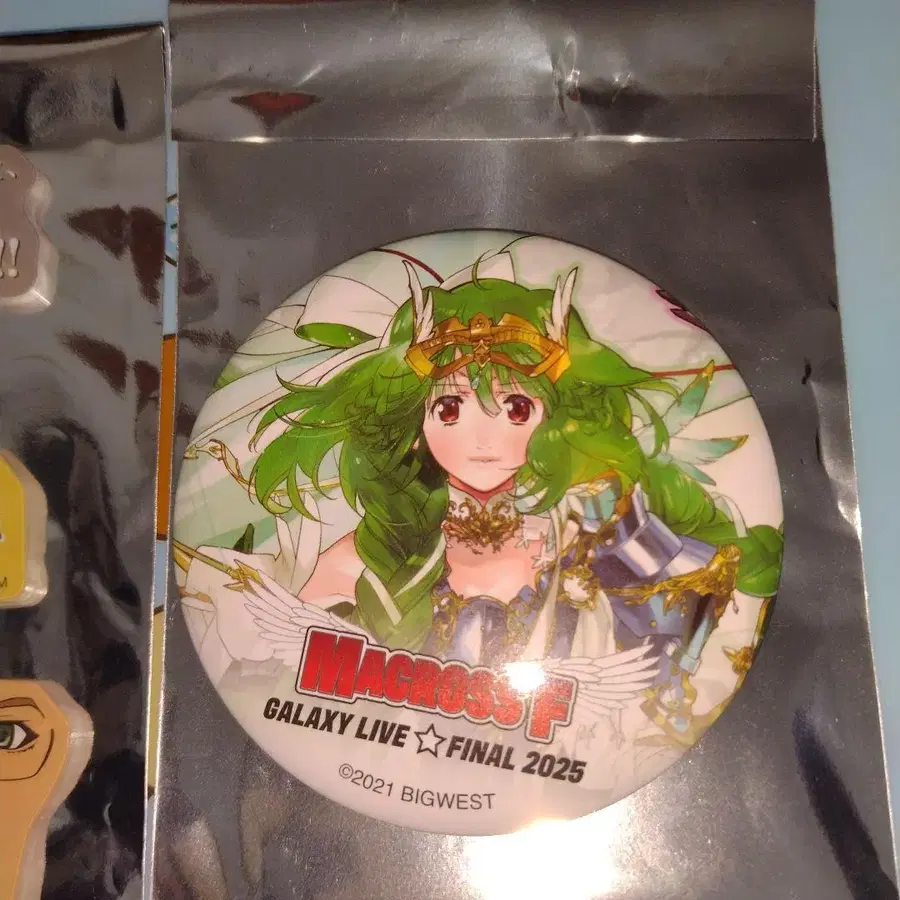 !!
M
MACROSS F
GALAXY LIVE☆FINAL 2025
©2021 BIGWEST